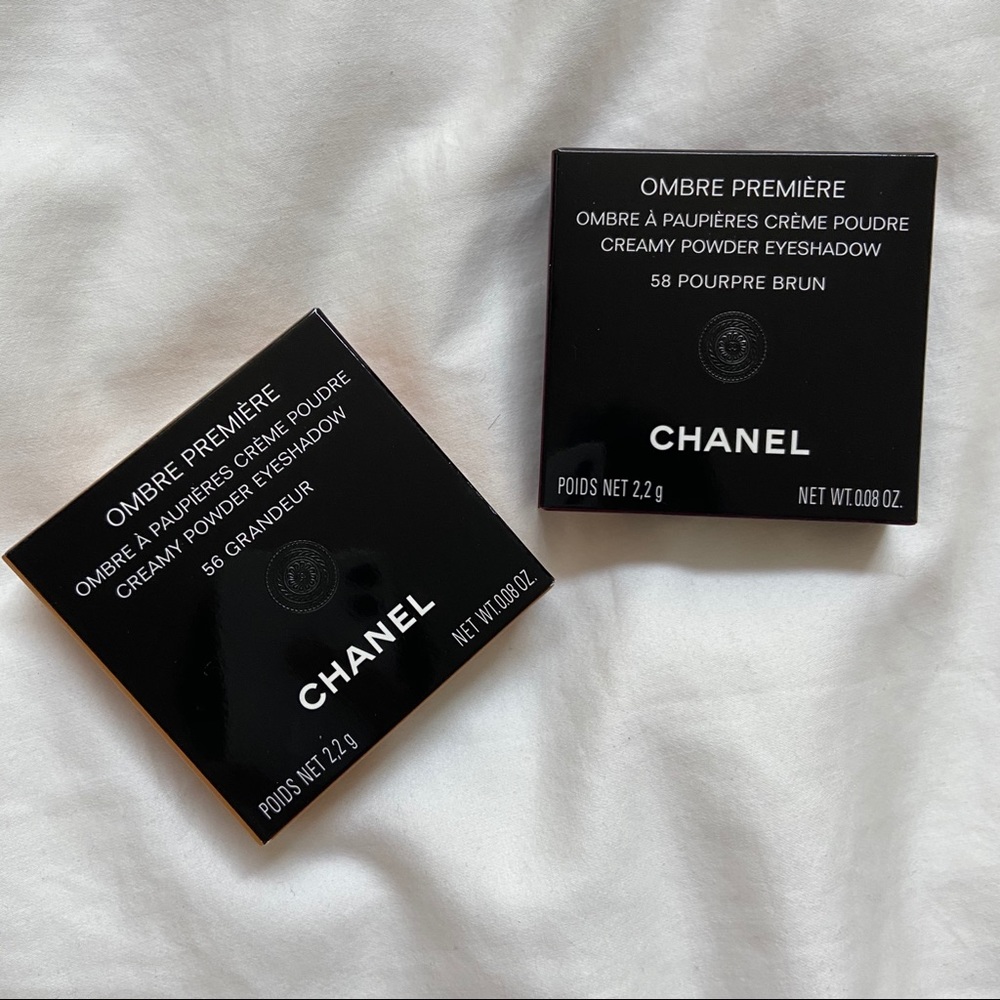 OMBRE PREMIÈRE
OMBRE À PAUPIÈRES CRÈME POUDRE
CREAMY POWDER EYESHADOW
58 POURPRE BRUN
CHANEL
POIDS NET 2,2 g
NET WT. 0.08 OZ.
OMBRE PREMIÈRE
OMBRE À PAUPIÈRES CRÈME POUDRE
CREAMY POWDER EYESHADOW
56 GRANDEUR
CHANEL
POIDS NET 2,2 g
NET WT. 0.08 OZ.